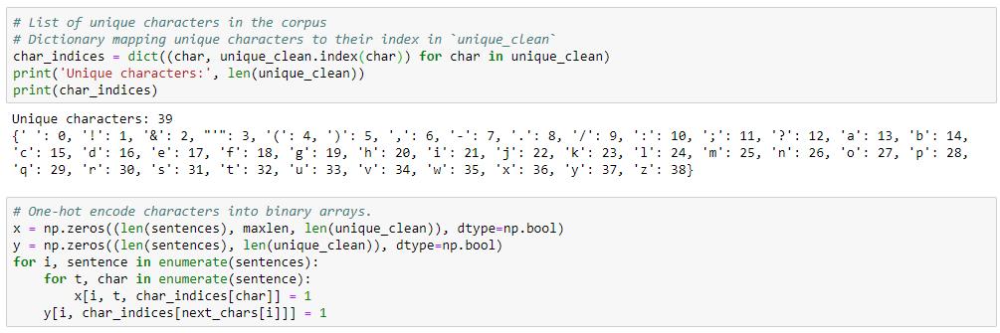 # List of unique characters in the corpus
# Dictionary mapping unique characters to their index in `unique_clean`
char_indices = dict((char, unique_clean.index(char)) for char in unique_clean)
print('Unique characters:', len(unique_clean))
print(char_indices)
Unique characters: 39
{' ': 0, '!': 1, '&': 2, "'": 3, '(': 4, ')': 5, ',': 6, '-': 7, '.': 8, '/': 9, ':': 10, ';': 11, '?': 12, 'a': 13, 'b': 14,
'c': 15, 'd': 16, 'e': 17, 'f': 18, 'g': 19, 'h': 20, 'i': 21, 'j': 22, 'k': 23, 'l': 24, 'm': 25, 'n': 26, 'o': 27, 'p': 28,
'q': 29, 'r': 30, 's': 31, 't': 32, 'u': 33, 'v': 34, 'w': 35, 'x': 36, 'y': 37, 'z': 38}
# One-hot encode characters into binary arrays.
x = np.zeros((len(sentences), maxlen, len(unique_clean)), dtype=np.bool)
y = np.zeros((len(sentences), len(unique_clean)), dtype=np.bool)
for i, sentence in enumerate(sentences):
    for t, char in enumerate(sentence):
        x[i, t, char_indices[char]] = 1
    y[i, char_indices[next_chars[i]]] = 1